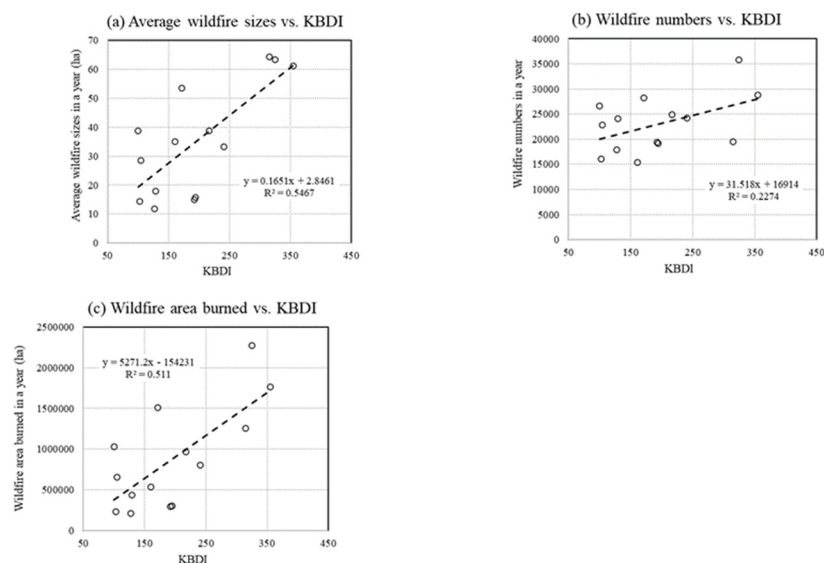 (a) Average wildfire sizes vs. KBDI
Average wildfire sizes in a year (ha)
70
60
50
40
30
20
10
0
y = 0.1651x + 2.8461
R² = 0.5467
50 150 250 350 450
KBDI
(b) Wildfire numbers vs. KBDI
Wildfire numbers in a year
40000
35000
30000
25000
20000
15000
10000
5000
0
y = 31.518x + 16914
R² = 0.2274
50 150 250 350 450
KBDI
(c) Wildfire area burned vs. KBDI
Wildfire area burned in a year (ha)
2500000
2000000
1500000
1000000
500000
0
y = 5271.2x - 154231
R² = 0.511
50 150 250 350 450
KBDI